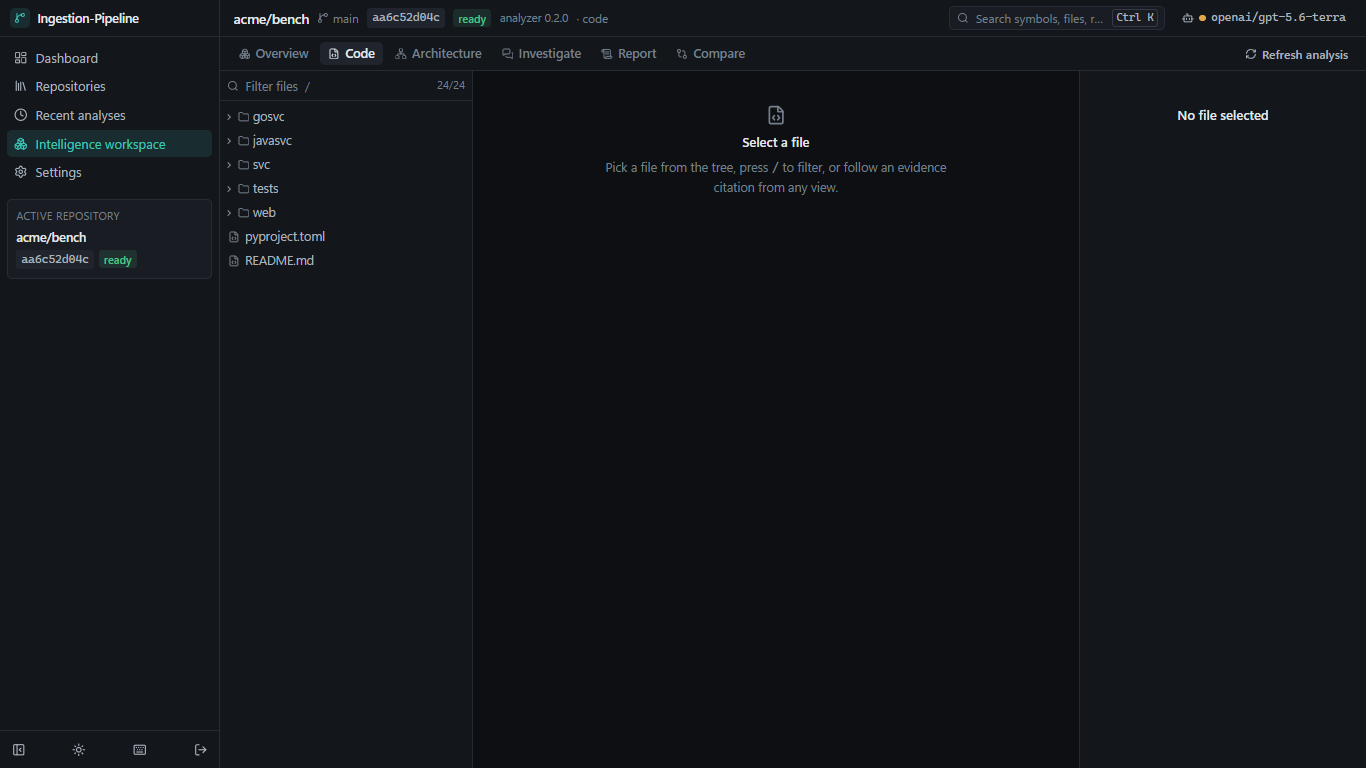 Ingestion-Pipeline
acme/bench main aa6c52d04c ready analyzer 0.2.0 · code
Search symbols, files, r... Ctrl K
openai/gpt-5.6-terra
Dashboard
Repositories
Recent analyses
Intelligence workspace
Settings
ACTIVE REPOSITORY
acme/bench
aa6c52d04c ready
Overview Code Architecture Investigate Report Compare
Refresh analysis
Filter files / 24/24
gosvc
javasvc
svc
tests
web
pyproject.toml
README.md
Select a file
Pick a file from the tree, press / to filter, or follow an evidence
citation from any view.
No file selected